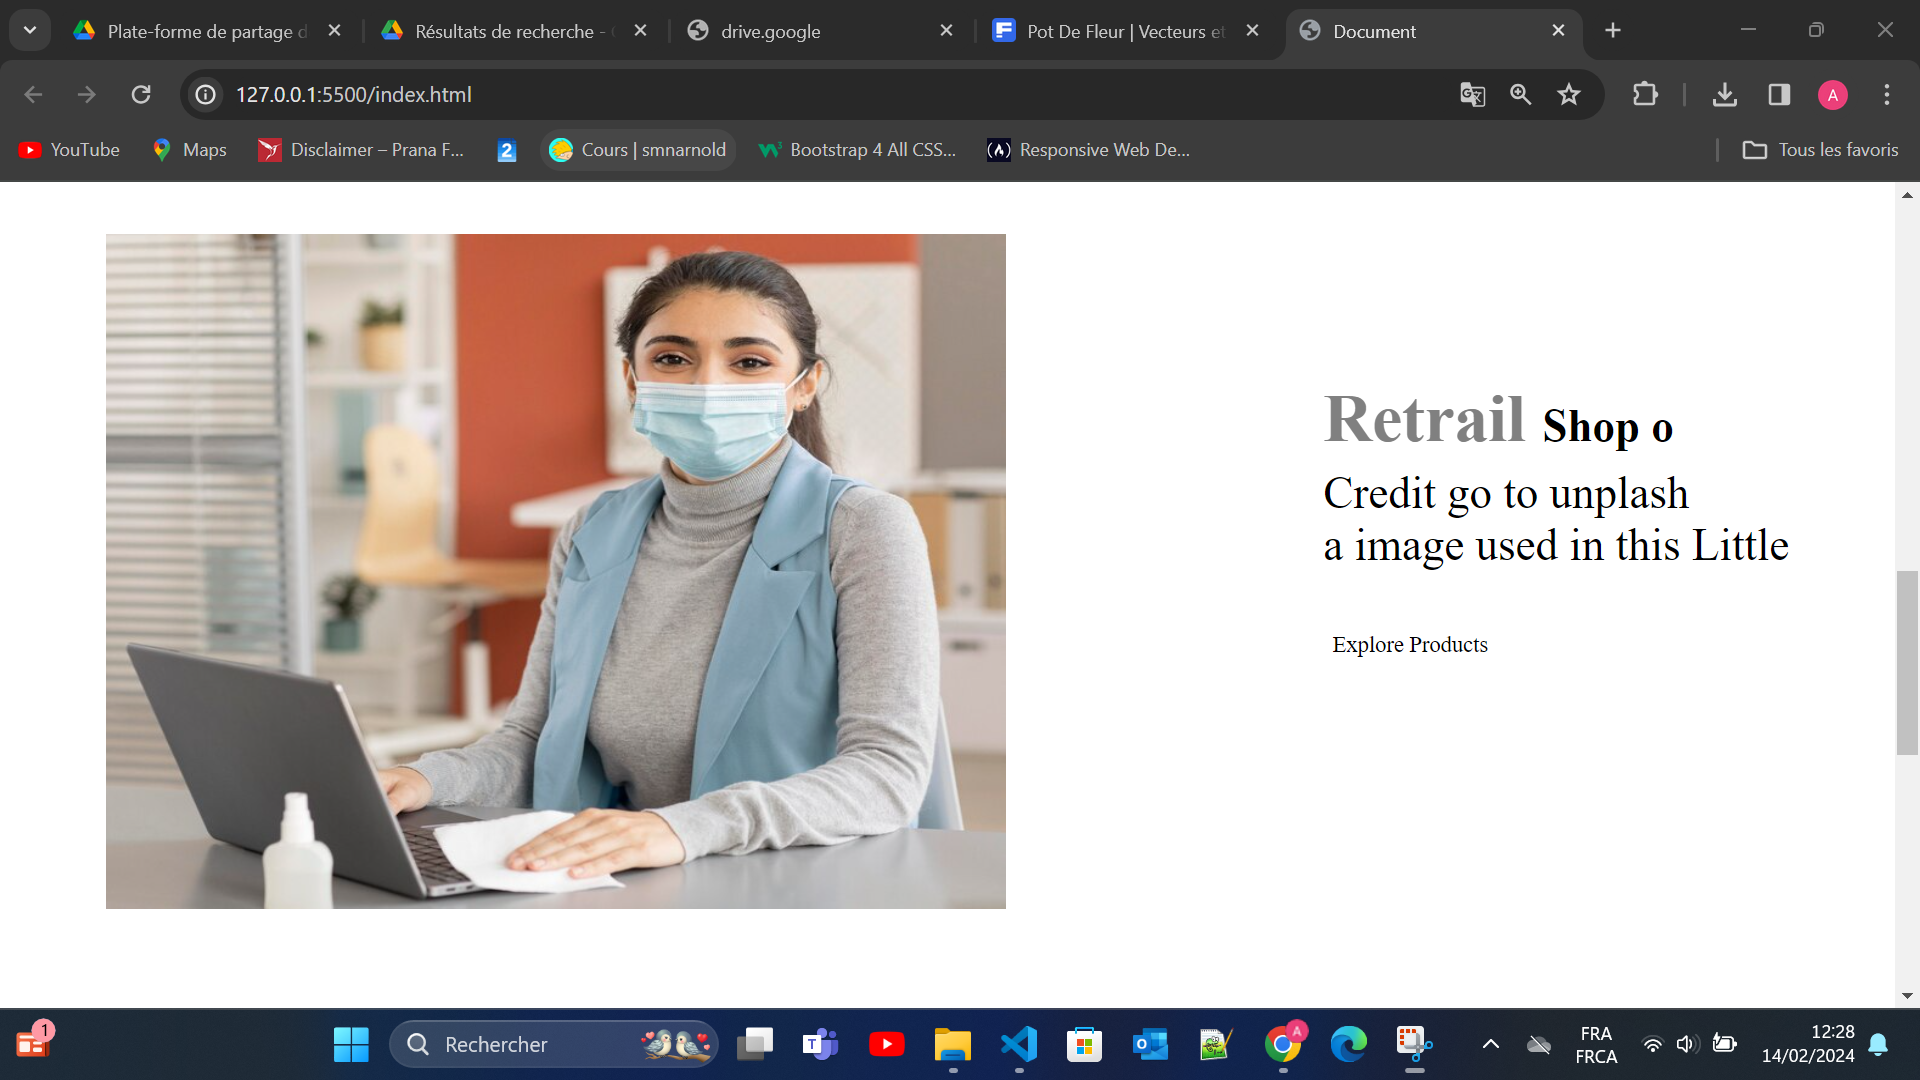 Plate-forme de partage d
Résultats de recherche -
drive.google
Pot De Fleur | Vecteurs et
Document
127.0.0.1:5500/index.html
A
YouTube
Maps
Disclaimer – Prana F...
2
Cours | smnarnold
Bootstrap 4 All CSS...
Responsive Web De...
Tous les favoris
Retrail Shop o
Credit go to unplash
a image used in this Little
Explore Products
1
Rechercher
A
FRA
FRCA
12:28
14/02/2024